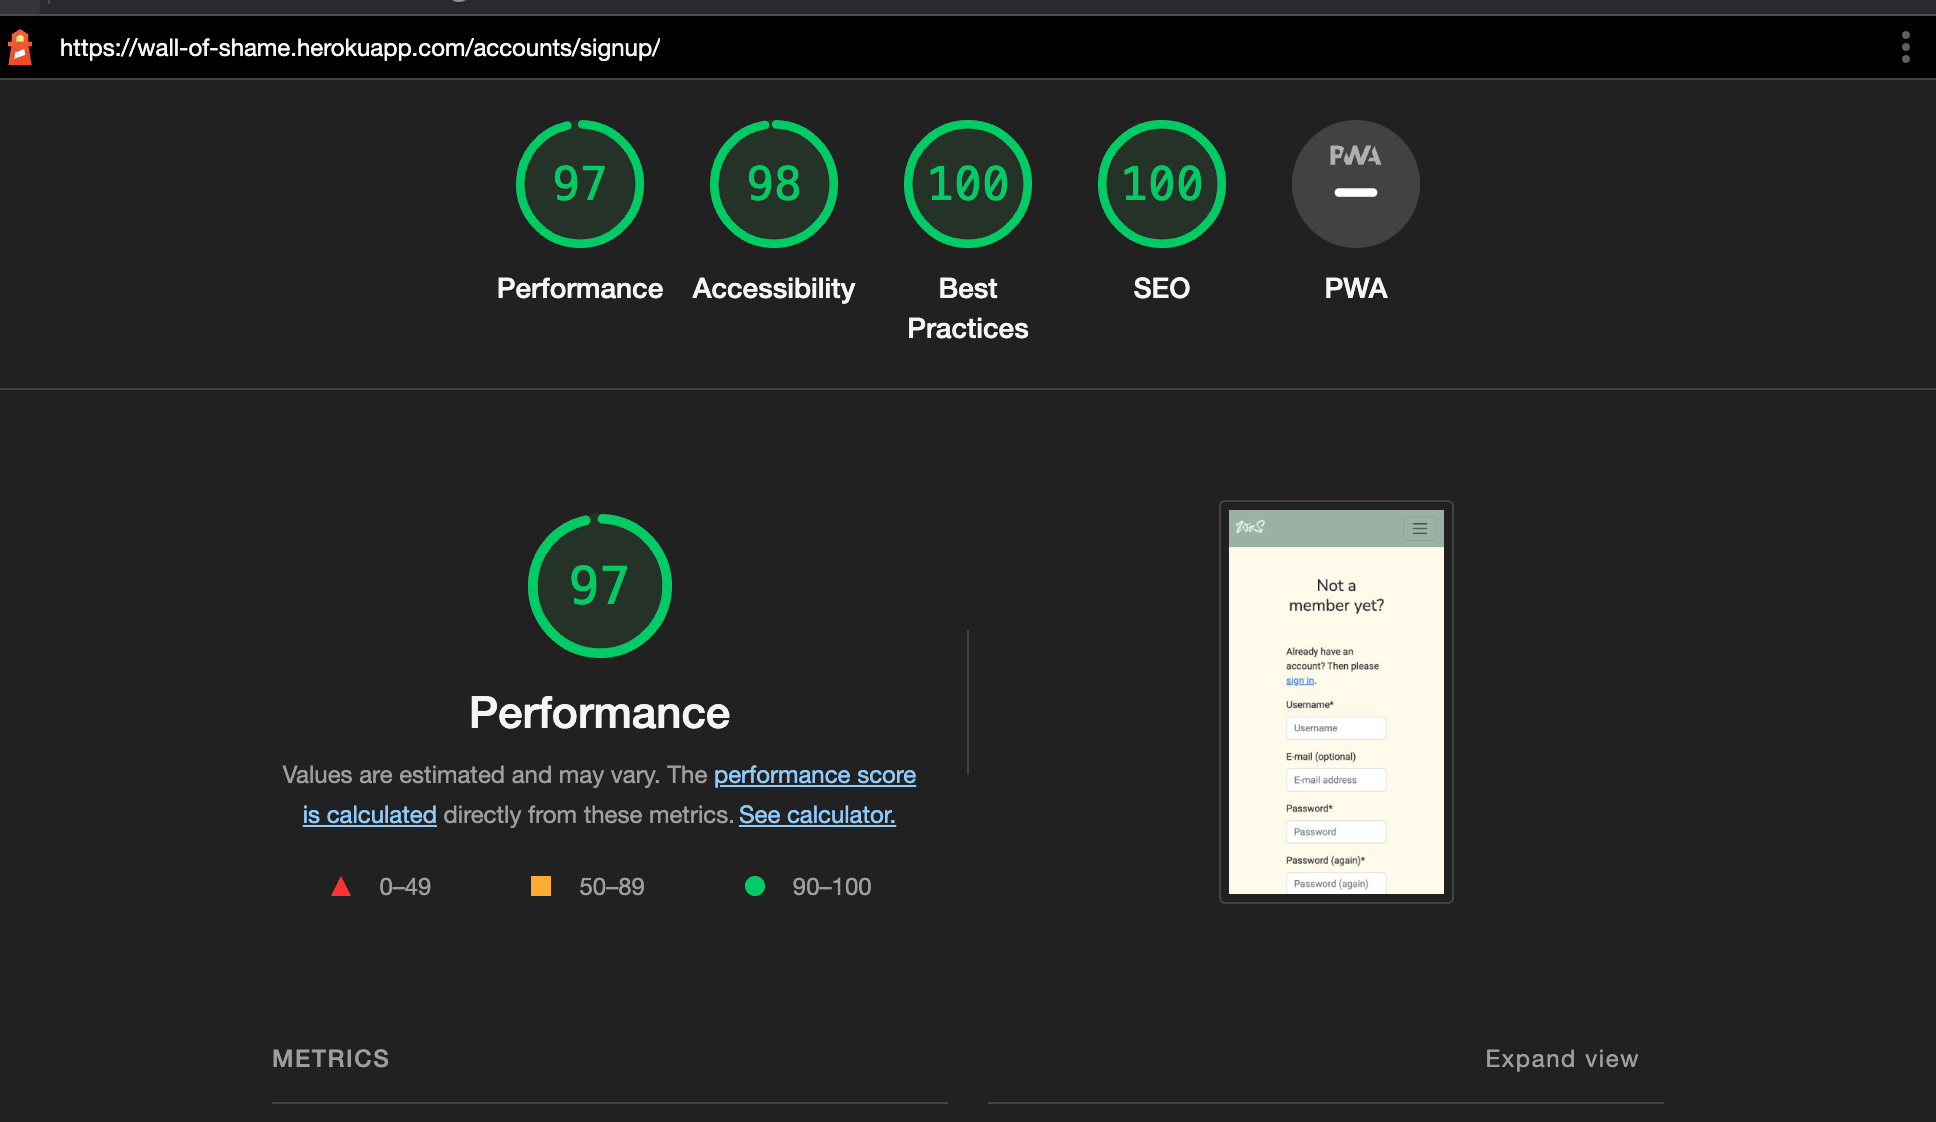 https://wall-of-shame.herokuapp.com/accounts/signup/
97
98
100
100
PWA
Performance
Accessibility
Best
Practices
SEO
PWA
97
Performance
Values are estimated and may vary. The performance score
is calculated directly from these metrics. See calculator.
0–49
50–89
90–100
WoS
Not a
member yet?
Already have an
account? Then please
sign in.
Username*
Username
E-mail (optional)
E-mail address
Password*
Password
Password (again)*
Password (again)
METRICS
Expand view